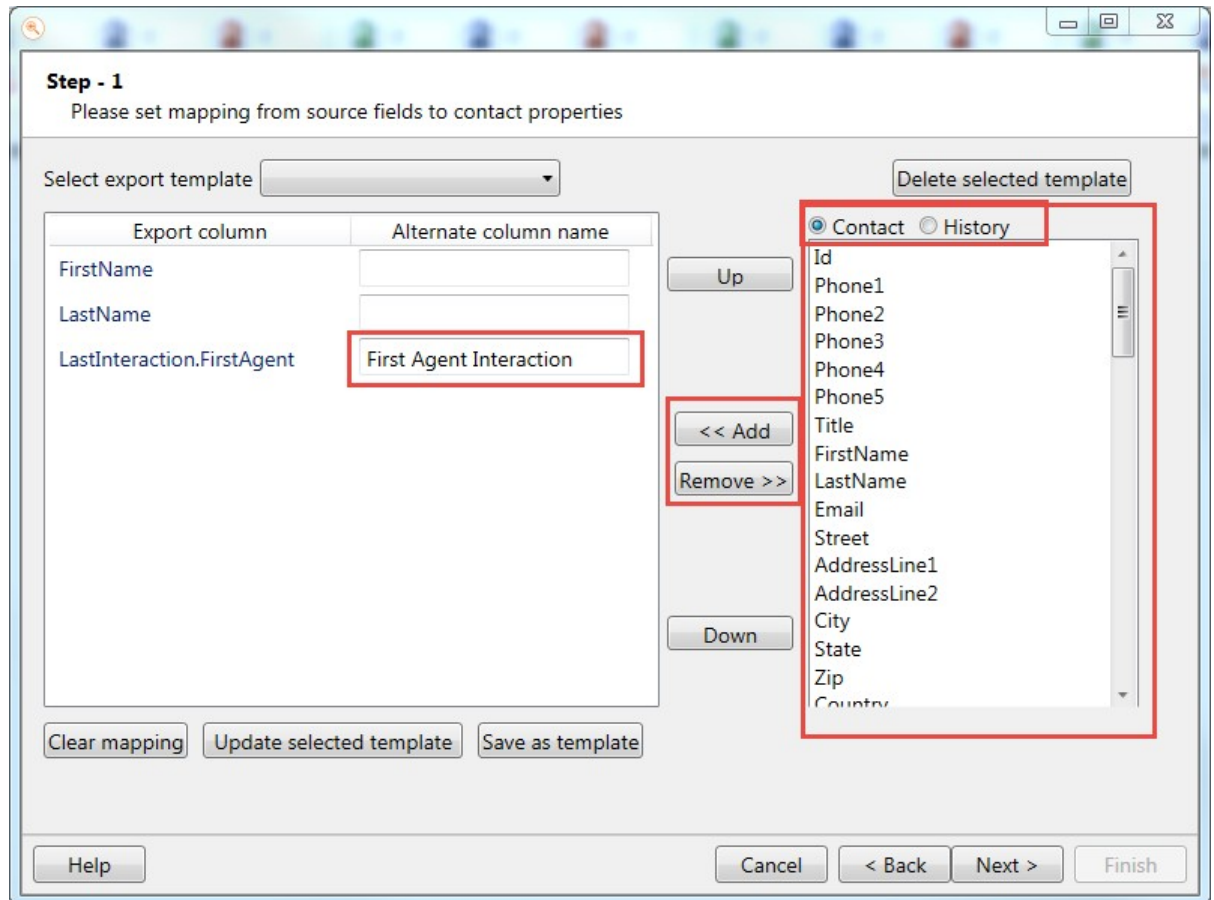 Step - 1
Please set mapping from source fields to contact properties
Select export template
Delete selected template
Export column Alternate column name
Contact History
FirstName
LastName
LastInteraction.FirstAgent First Agent Interaction
Up
<< Add
Remove >>
Down
Id
Phone1
Phone2
Phone3
Phone4
Phone5
Title
FirstName
LastName
Email
Street
AddressLine1
AddressLine2
City
State
Zip
Country
Clear mapping Update selected template Save as template
Help Cancel < Back Next > Finish